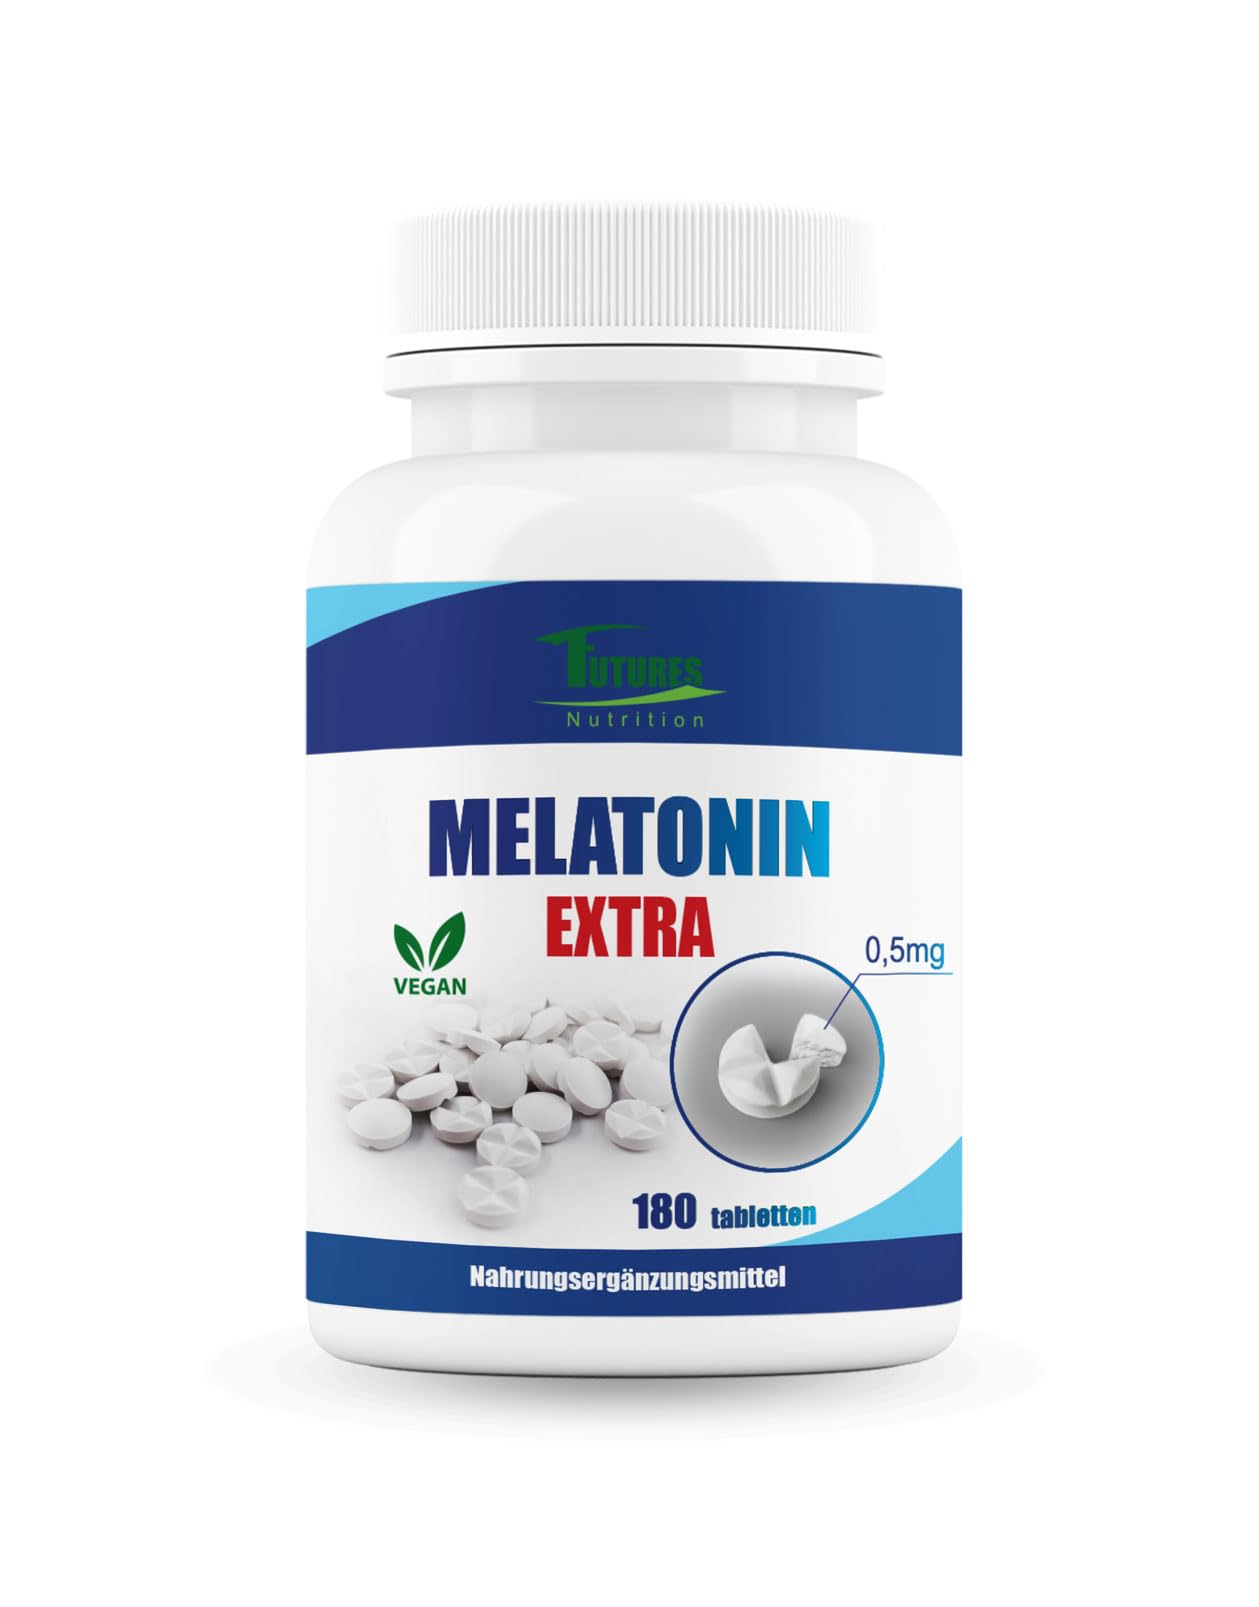 FUTURES
Nutrition
MELATONIN
EXTRA
VEGAN
0,5mg
180 tabletten
Nahrungsergänzungsmittel